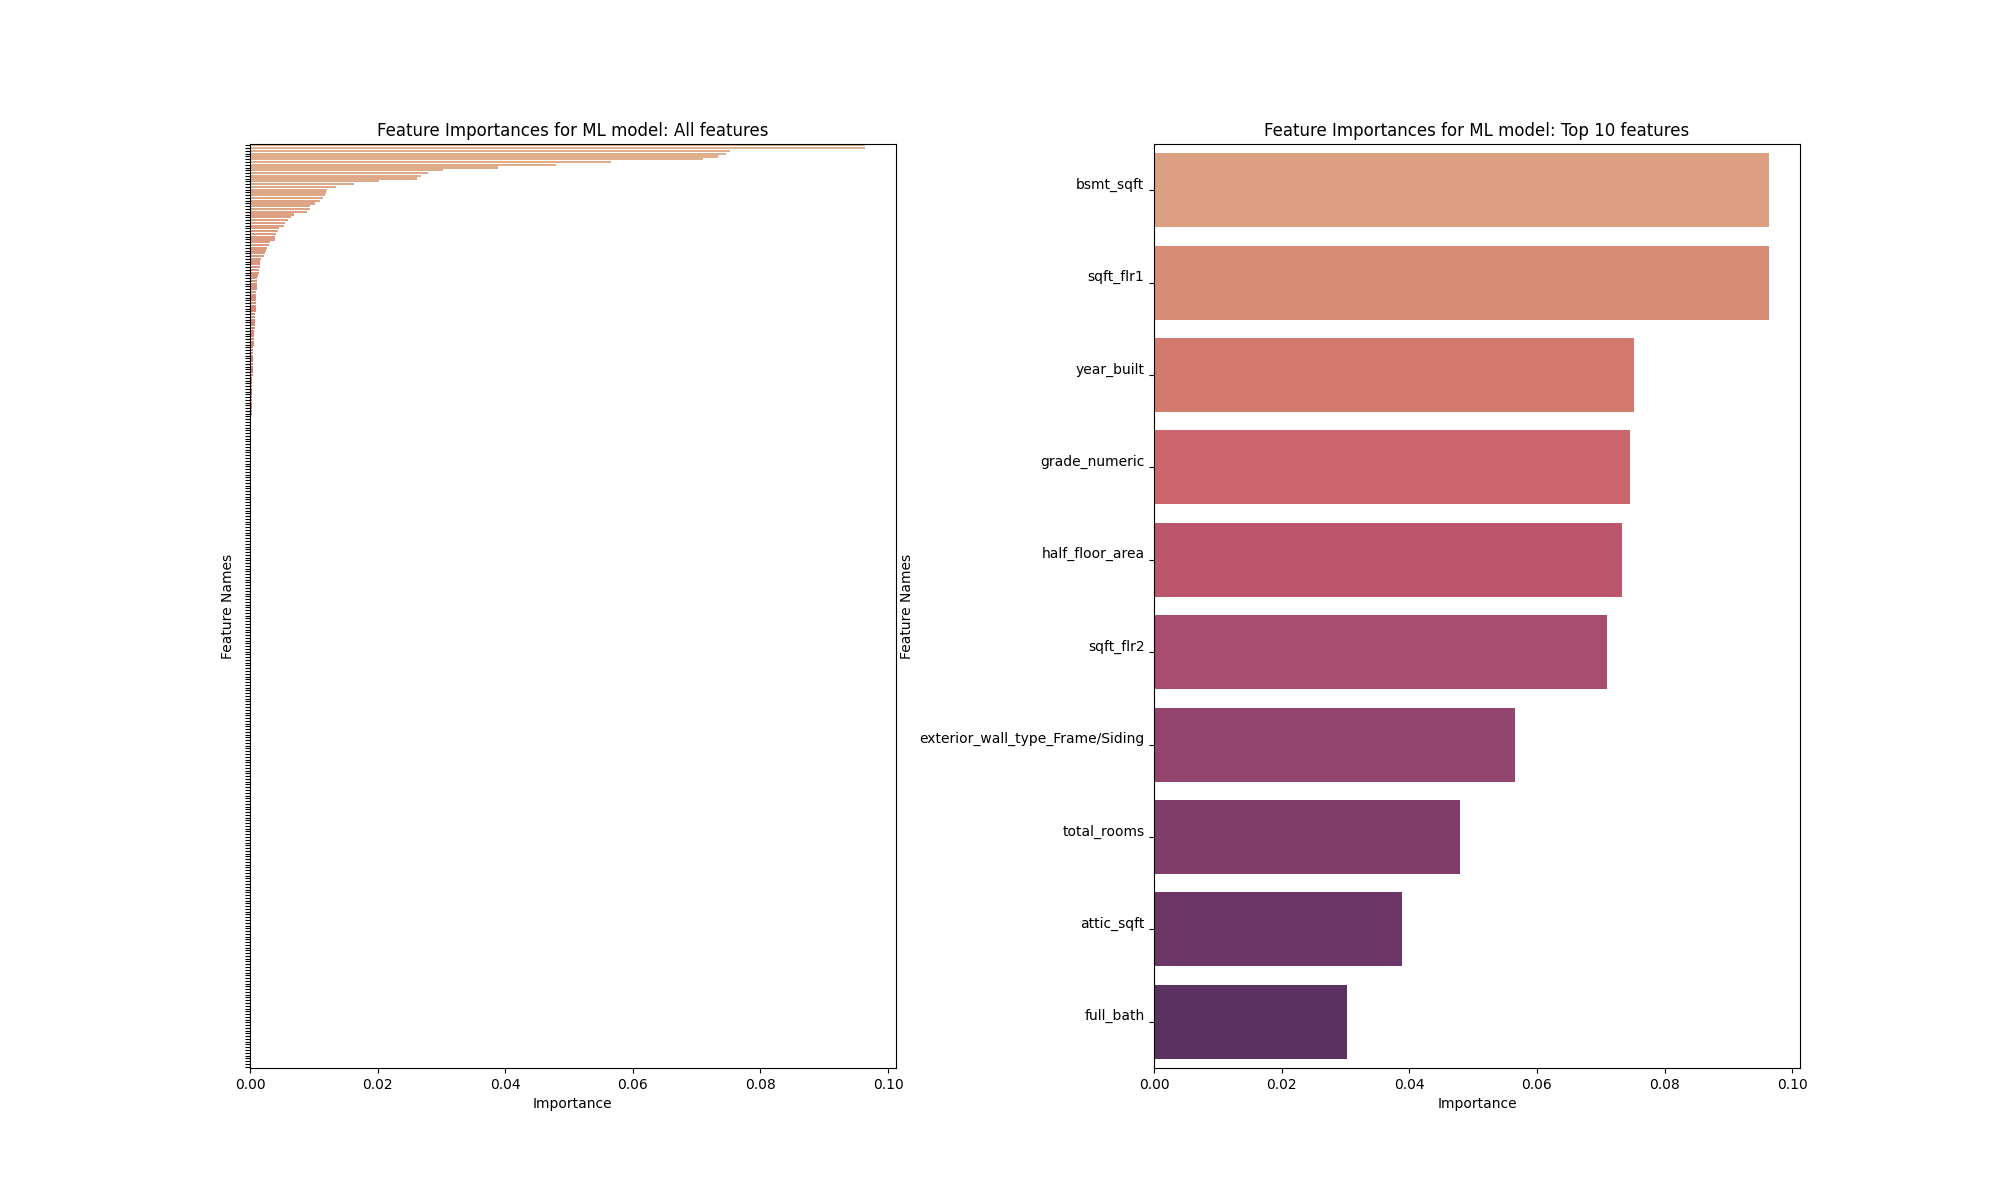 Feature Importances for ML model: All features
Feature Names
0.00 0.02 0.04 0.06 0.08 0.10
Importance
Feature Importances for ML model: Top 10 features
Feature Names
bsmt_sqft
sqft_flr1
year_built
grade_numeric
half_floor_area
sqft_flr2
exterior_wall_type_Frame/Siding
total_rooms
attic_sqft
full_bath
0.00 0.02 0.04 0.06 0.08 0.10
Importance